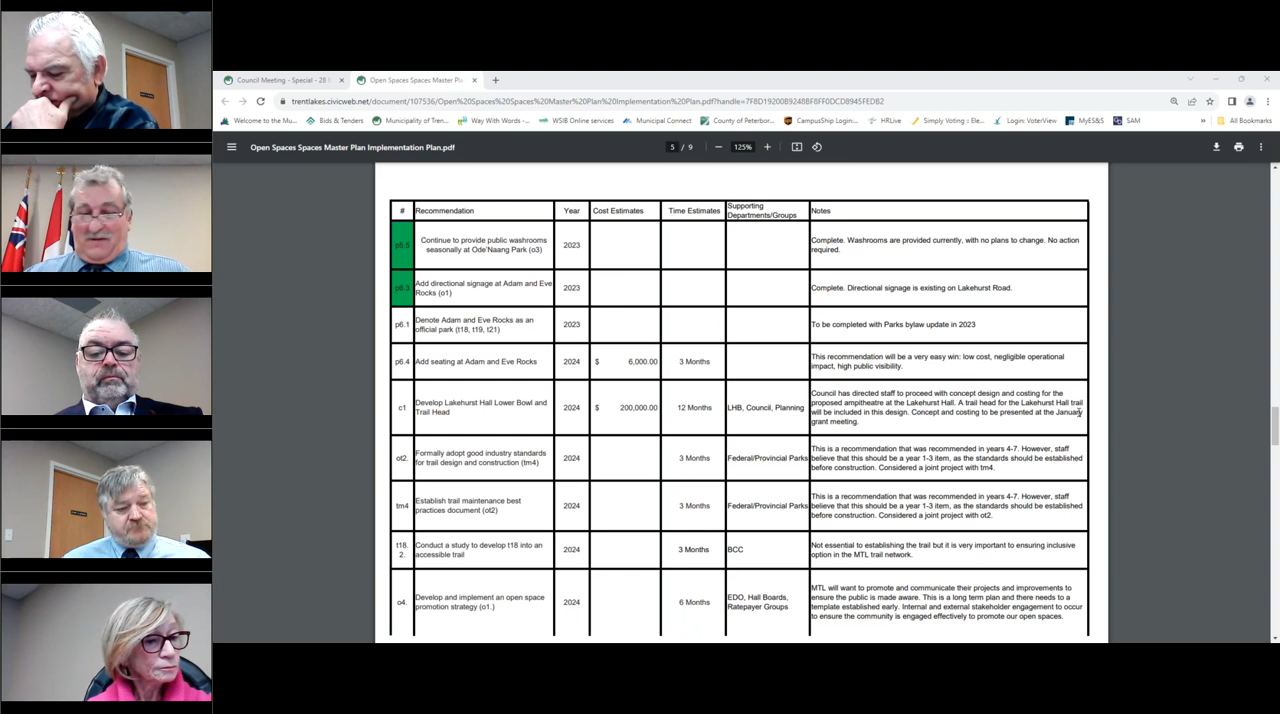 Council Meeting - Special - 28
Open Spaces Spaces Master Pla
trentlakes.civicweb.net/document/107536/Open%20Spaces%20Spaces%20Master%20Plan%20Implementation%20Plan.pdf?handle=7F8D19200B9248BF8FF0DCD8945FEDB2
Welcome to the Mu...
Bids & Tenders
Municipality of Tren...
Way With Words -...
WSIB Online services
Municipal Connect
County of Peterbor...
CampusShip Login:...
HRLive
Simply Voting :: Ele...
Login: VoterView
MyES&S
SAM
All Bookmarks
Open Spaces Spaces Master Plan Implementation Plan.pdf
5 / 9
125%
# Recommendation Year Cost Estimates Time Estimates Supporting Departments/Groups Notes
p5.5 Continue to provide public washrooms seasonally at Ode'Naang Park (o3) 2023 Complete. Washrooms are provided currently, with no plans to change. No action required.
p6.3 Add directional signage at Adam and Eve Rocks (o1) 2023 Complete. Directional signage is existing on Lakehurst Road.
p6.1 Denote Adam and Eve Rocks as an official park (t18, t19, t21) 2023 To be completed with Parks bylaw update in 2023
p6.4 Add seating at Adam and Eve Rocks 2024 $ 6,000.00 3 Months This recommendation will be a very easy win: low cost, negligible operational impact, high public visibility.
c1 Develop Lakehurst Hall Lower Bowl and Trail Head 2024 $ 200,000.00 12 Months LHB, Council, Planning Council has directed staff to proceed with concept design and costing for the proposed ampitheatre at the Lakehurst Hall. A trail head for the Lakehurst Hall trail will be included in this design. Concept and costing to be presented at the January grant meeting.
ot2. Formally adopt good industry standards for trail design and construction (tm4) 2024 3 Months Federal/Provincial Parks This is a recommendation that was recommended in years 4-7. However, staff believe that this should be a year 1-3 item, as the standards should be established before construction. Considered a joint project with tm4.
tm4 Establish trail maintenance best practices document (ot2) 2024 3 Months Federal/Provincial Parks This is a recommendation that was recommended in years 4-7. However, staff believe that this should be a year 1-3 item, as the standards should be established before construction. Considered a joint project with ot2.
t18. 2. Conduct a study to develop t18 into an accessible trail 2024 3 Months BCC Not essential to establishing the trail but it is very important to ensuring inclusive option in the MTL trail network.
o4. Develop and implement an open space promotion strategy (o1.) 2024 6 Months EDO, Hall Boards, Ratepayer Groups MTL will want to promote and communicate their projects and improvements to ensure the public is made aware. This is a long term plan and there needs to a template established early. Internal and external stakeholder engagement to occur to ensure the community is engaged effectively to promote our open spaces.